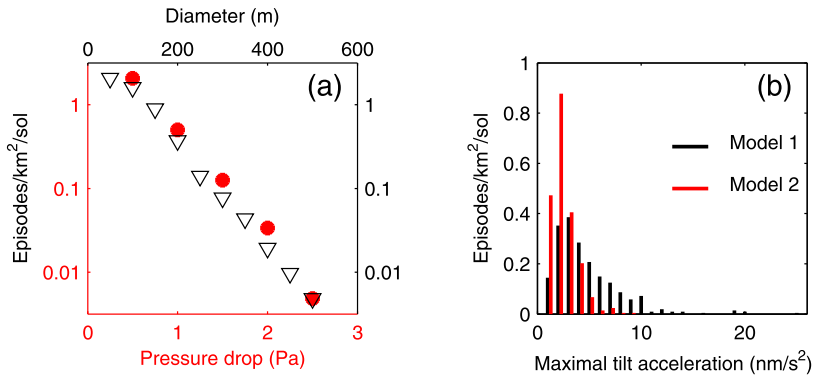 Diameter (m)
0 200 400 600
(a)
1 1
0.1 0.1
0.01 0.01
Episodes/km²/sol
0 1 2 3
Pressure drop (Pa)
(b)
1
0.8
0.6
0.4
0.2
0
Episodes/km²/sol
Model 1
Model 2
0 10 20
Maximal tilt acceleration (nm/s²)